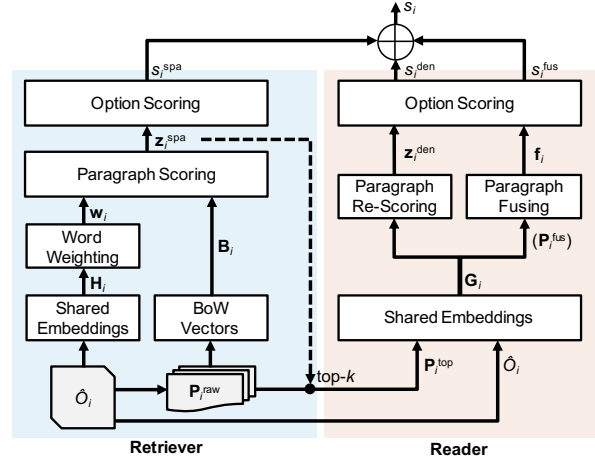 s_i
s_i^spa
s_i^den
s_i^fus
Option Scoring
Option Scoring
z_i^spa
z_i^den
f_i
Paragraph Scoring
Paragraph
Re-Scoring
Paragraph
Fusing
w_i
Word
Weighting
B_i
(P_i^fus)
H_i
G_i
Shared
Embeddings
BoW
Vectors
Shared Embeddings
Ô_i
P_i^raw
top-k
P_i^top
Ô_i
Retriever
Reader